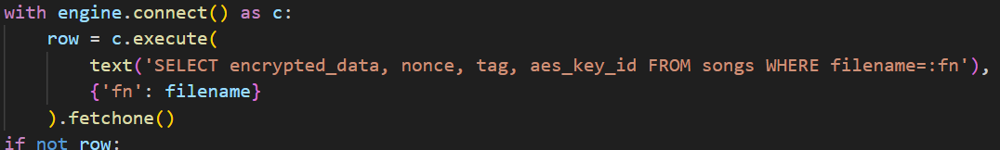 with engine.connect() as c:
    row = c.execute(
        text('SELECT encrypted_data, nonce, tag, aes_key_id FROM songs WHERE filename=:fn'),
        {'fn': filename}
    ).fetchone()
if not row: